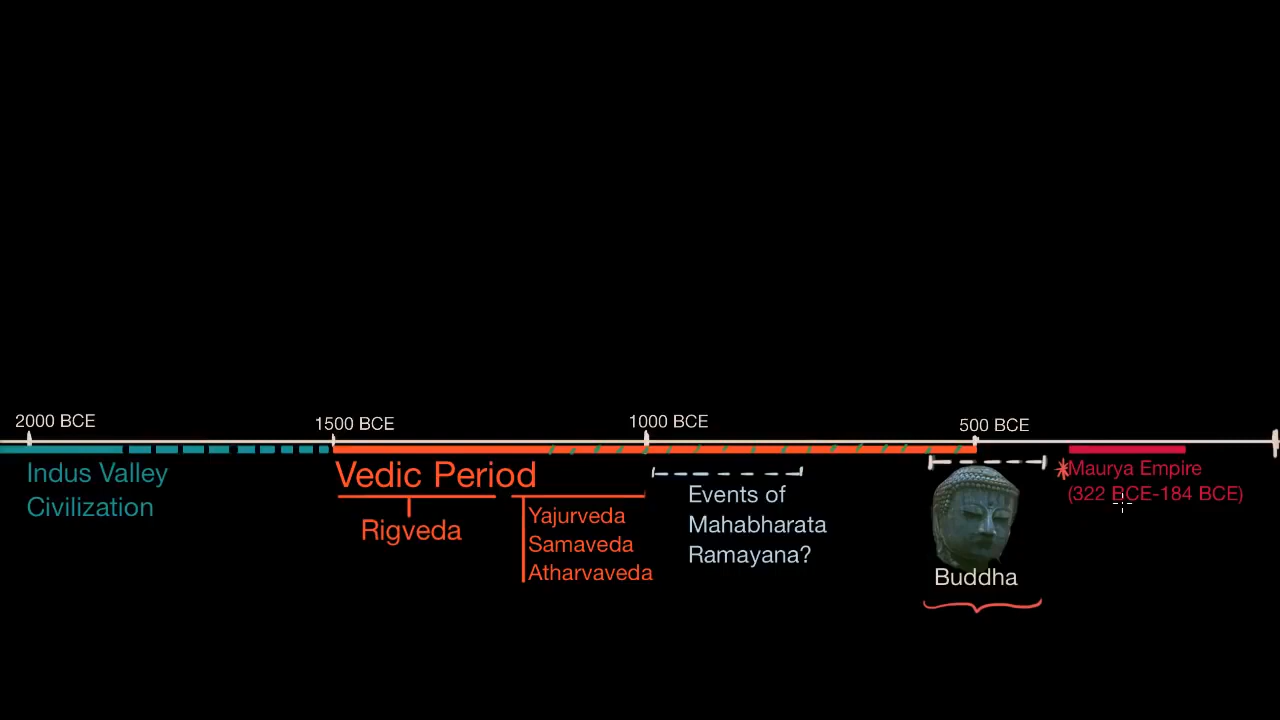 2000 BCE
1500 BCE
1000 BCE
500 BCE
Indus Valley
Civilization
Vedic Period
Rigveda
Yajurveda
Samaveda
Atharvaveda
Events of
Mahabharata
Ramayana?
Buddha
Maurya Empire
(322 BCE-184 BCE)